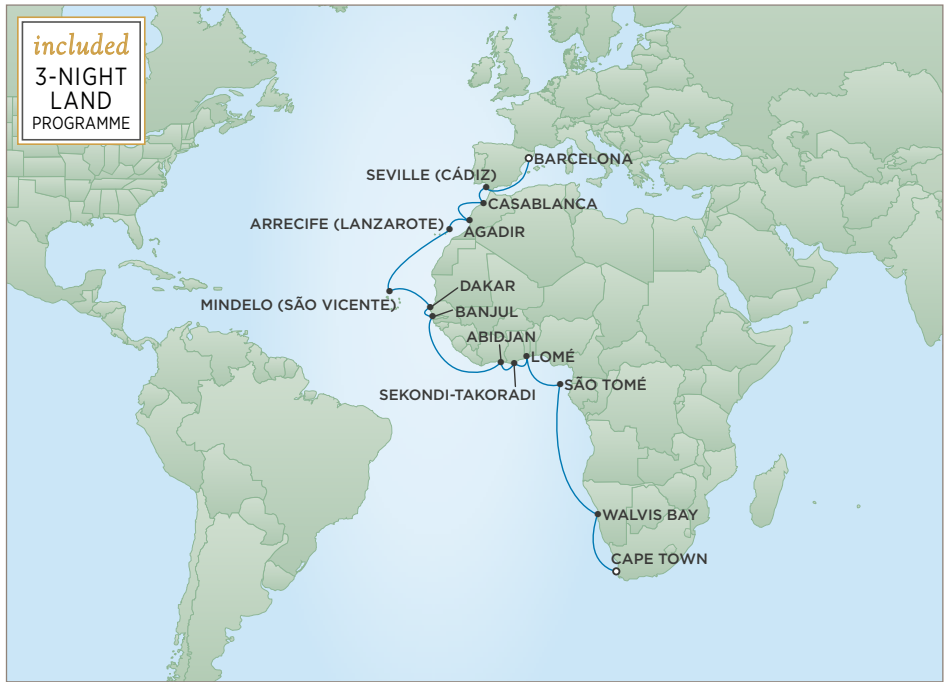 included
3-NIGHT
LAND
PROGRAMME
BARCELONA
SEVILLE (CÁDIZ)
CASABLANCA
ARRECIFE (LANZAROTE)
AGADIR
DAKAR
MINDELO (SÃO VICENTE)
BANJUL
ABIDJAN
LOMÉ
SÃO TOMÉ
SEKONDI-TAKORADI
WALVIS BAY
CAPE TOWN